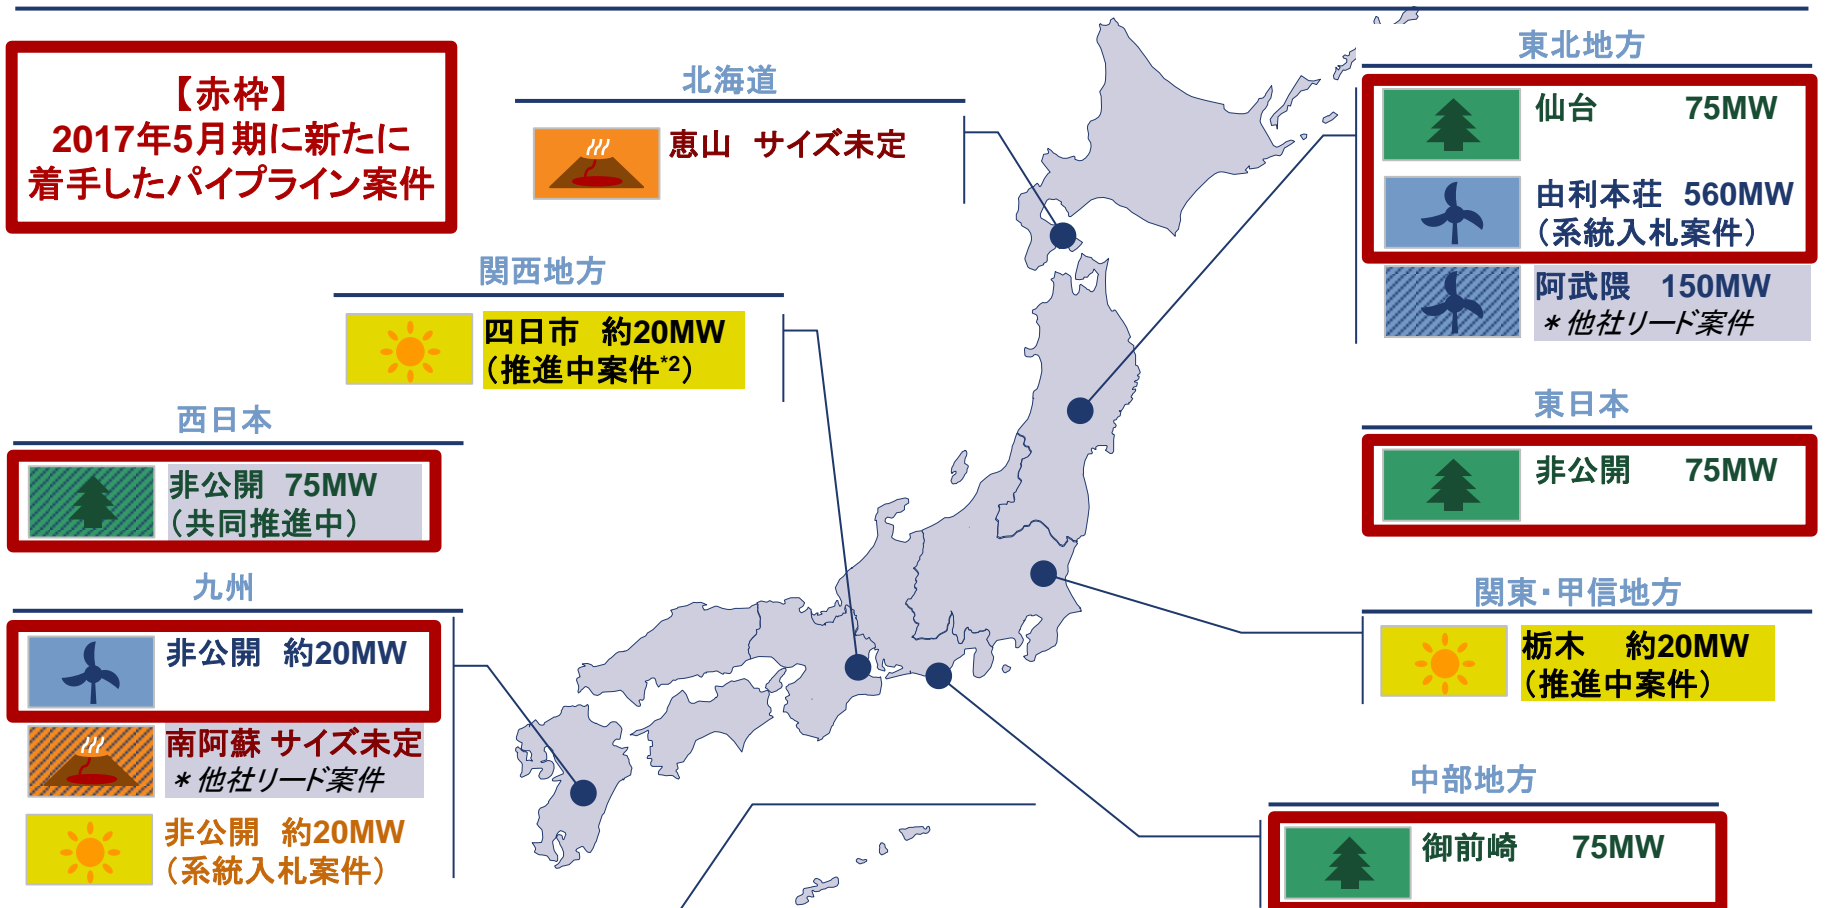 【赤枠】
2017年5月期に新たに
着手したパイプライン案件
北海道
恵山 サイズ未定
東北地方
仙台 75MW
由利本荘 560MW
（系統入札案件）
阿武隈 150MW
＊他社リード案件
関西地方
四日市 約20MW
（推進中案件*2）
西日本
非公開 75MW
（共同推進中）
東日本
非公開 75MW
九州
非公開 約20MW
南阿蘇 サイズ未定
＊他社リード案件
非公開 約20MW
（系統入札案件）
関東・甲信地方
栃木 約20MW
（推進中案件）
中部地方
御前崎 75MW